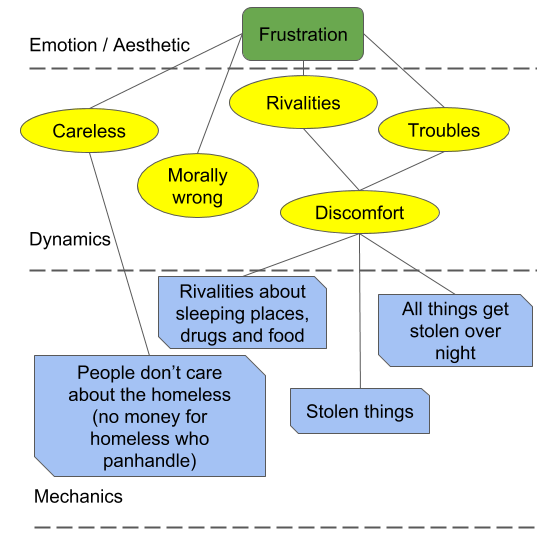 Frustration
Emotion / Aesthetic
Rivalities
Careless
Troubles
Morally
wrong
Discomfort
Dynamics
Rivalities about
sleeping places,
drugs and food
All things get
stolen over
night
People don’t care
about the homeless
(no money for
homeless who
panhandle)
Stolen things
Mechanics